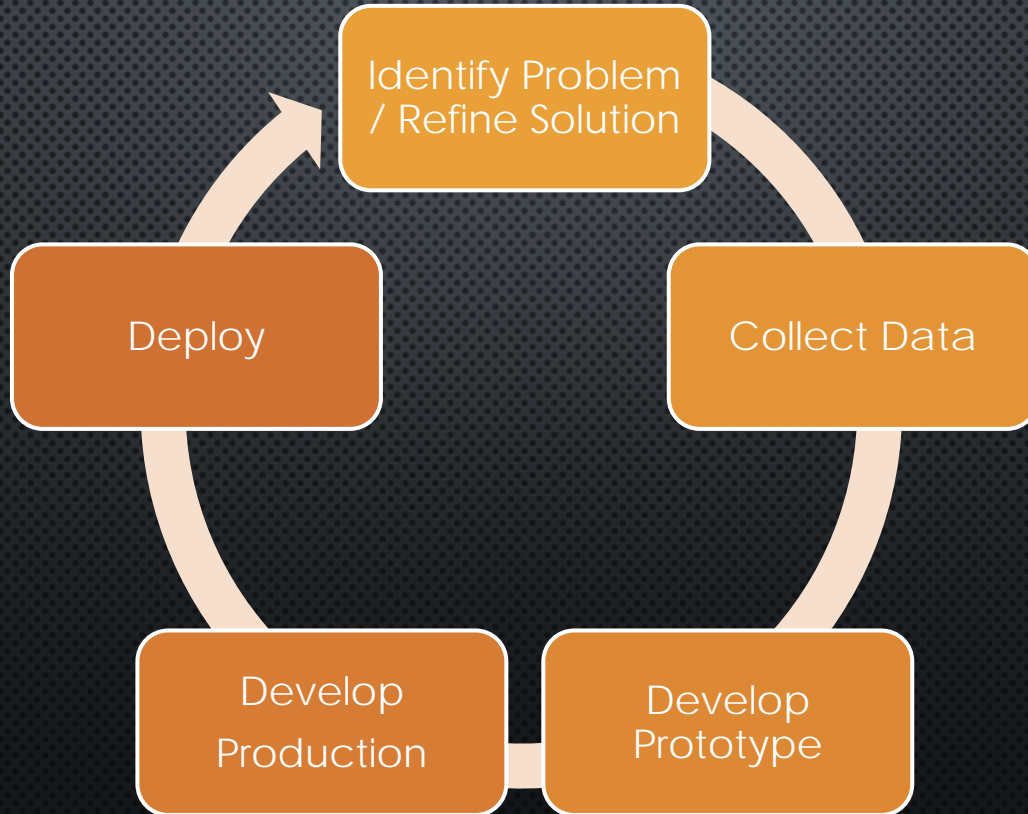 Identify Problem
/ Refine Solution
Collect Data
Develop
Prototype
Develop
Production
Deploy